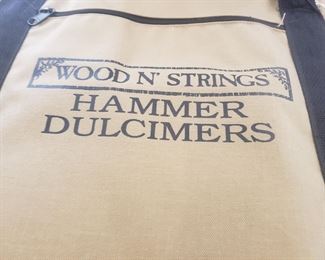 WOOD N' STRINGS
HAMMER
DULCIMERS